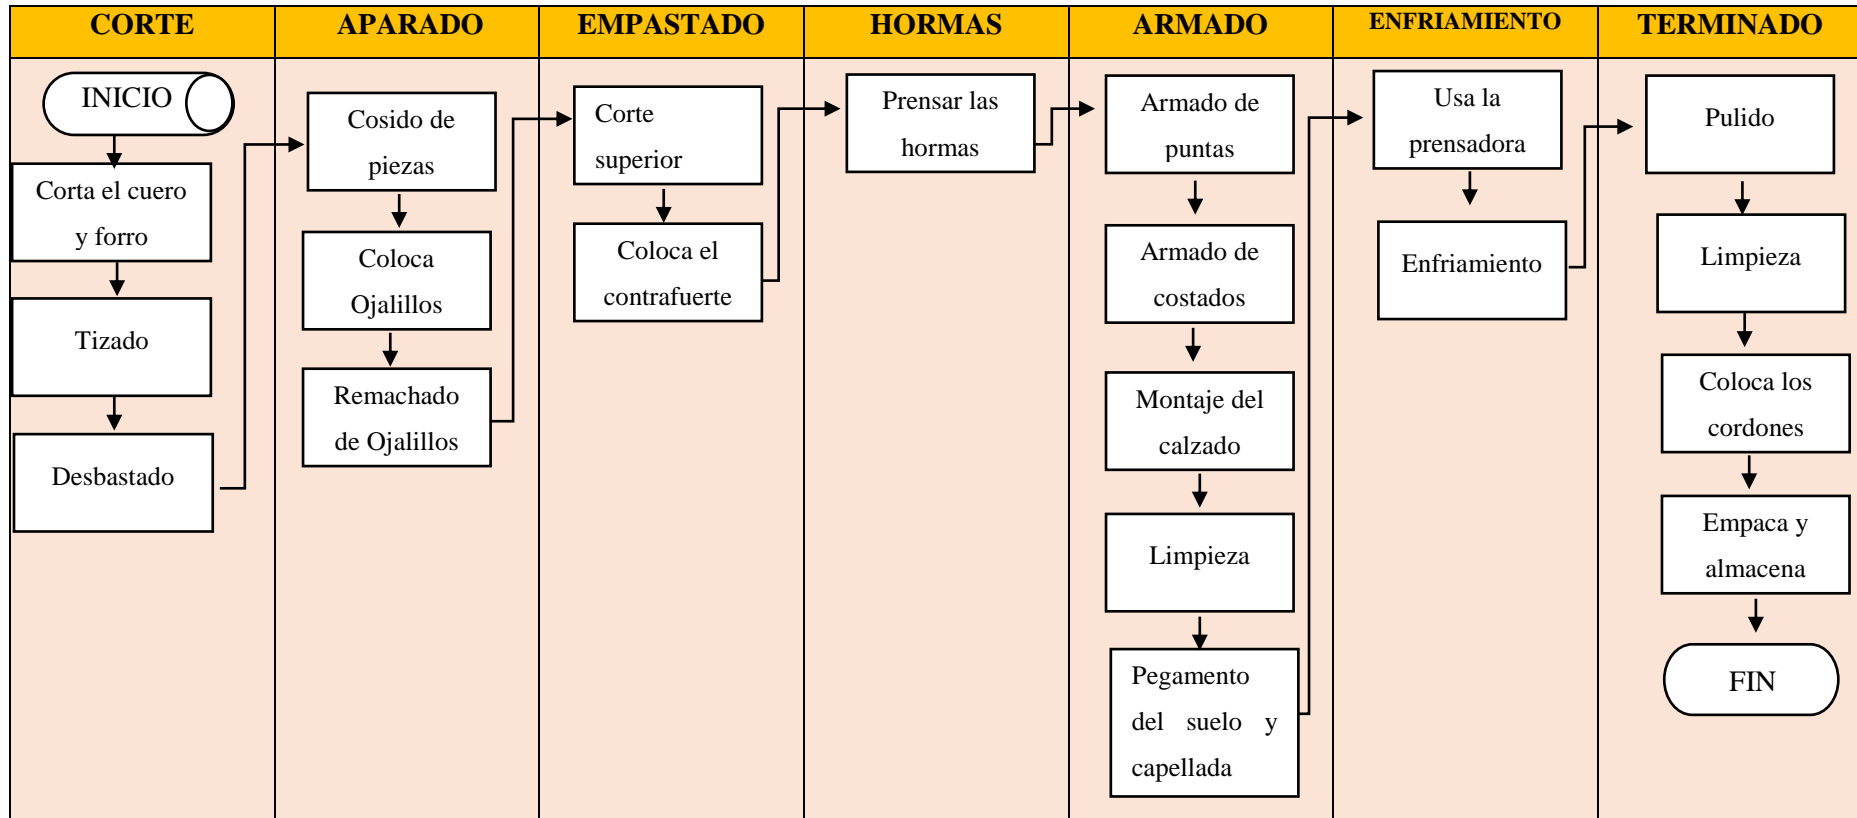 CORTE
APARADO
EMPASTADO
HORMAS
ARMADO
ENFRIAMIENTO
TERMINADO
INICIO
Corta el cuero
y forro
Tizado
Desbastado
Cosido de
piezas
Coloca
Ojalillos
Remachado
de Ojalillos
Corte
superior
Coloca el
contrafuerte
Prensar las
hormas
Armado de
puntas
Armado de
costados
Montaje del
calzado
Limpieza
Pegamento
del suelo y
capellada
Usa la
prensadora
Enfriamiento
Pulido
Limpieza
Coloca los
cordones
Empaca y
almacena
FIN